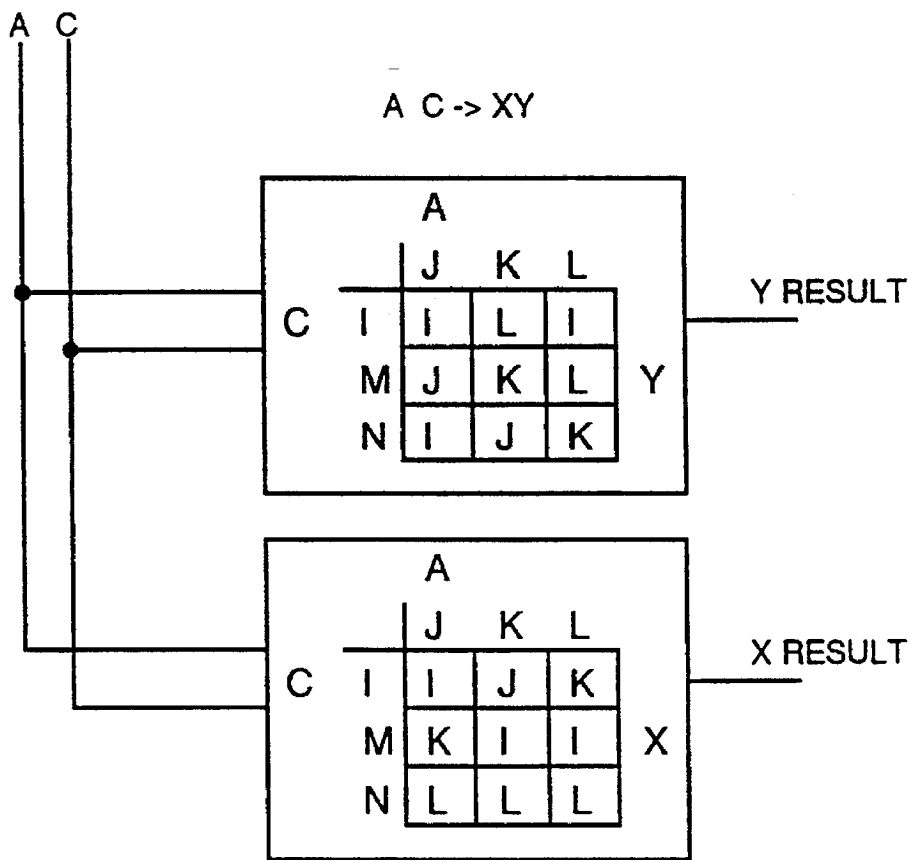 A C
A C -> XY
A
J K L
Y RESULT
C I I L I
M J K L Y
N I J K
A
J K L
X RESULT
C I I J K
M K I I X
N L L L